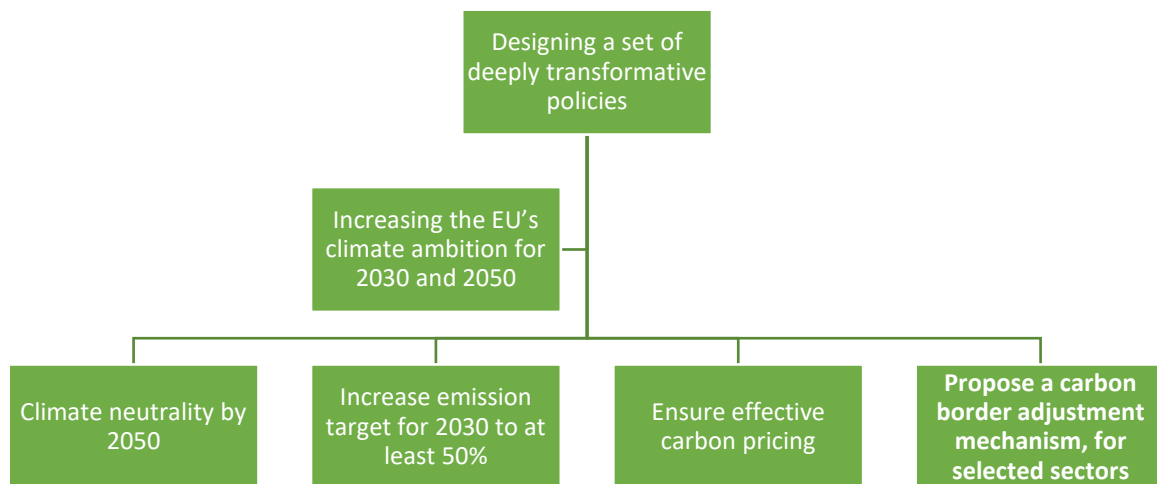 Designing a set of
deeply transformative
policies
Increasing the EU’s
climate ambition for
2030 and 2050
Climate neutrality by
2050
Increase emission
target for 2030 to at
least 50%
Ensure effective
carbon pricing
Propose a carbon
border adjustment
mechanism, for
selected sectors